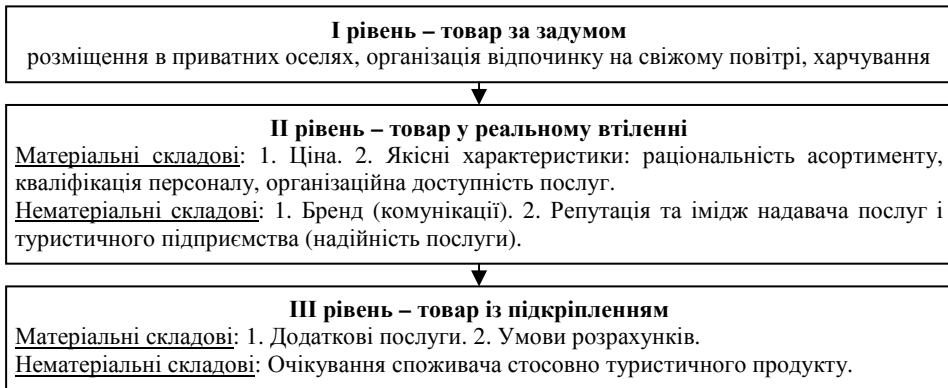 I рівень – товар за задумом
розміщення в приватних оселях, організація відпочинку на свіжому повітрі, харчування
II рівень – товар у реальному втіленні
Матеріальні складові: 1. Ціна. 2. Якісні характеристики: раціональність асортименту,
кваліфікація персоналу, організаційна доступність послуг.
Нематеріальні складові: 1. Бренд (комунікації). 2. Репутація та імідж надавача послуг і
туристичного підприємства (надійність послуги).
III рівень – товар із підкріпленням
Матеріальні складові: 1. Додаткові послуги. 2. Умови розрахунків.
Нематеріальні складові: Очікування споживача стосовно туристичного продукту.